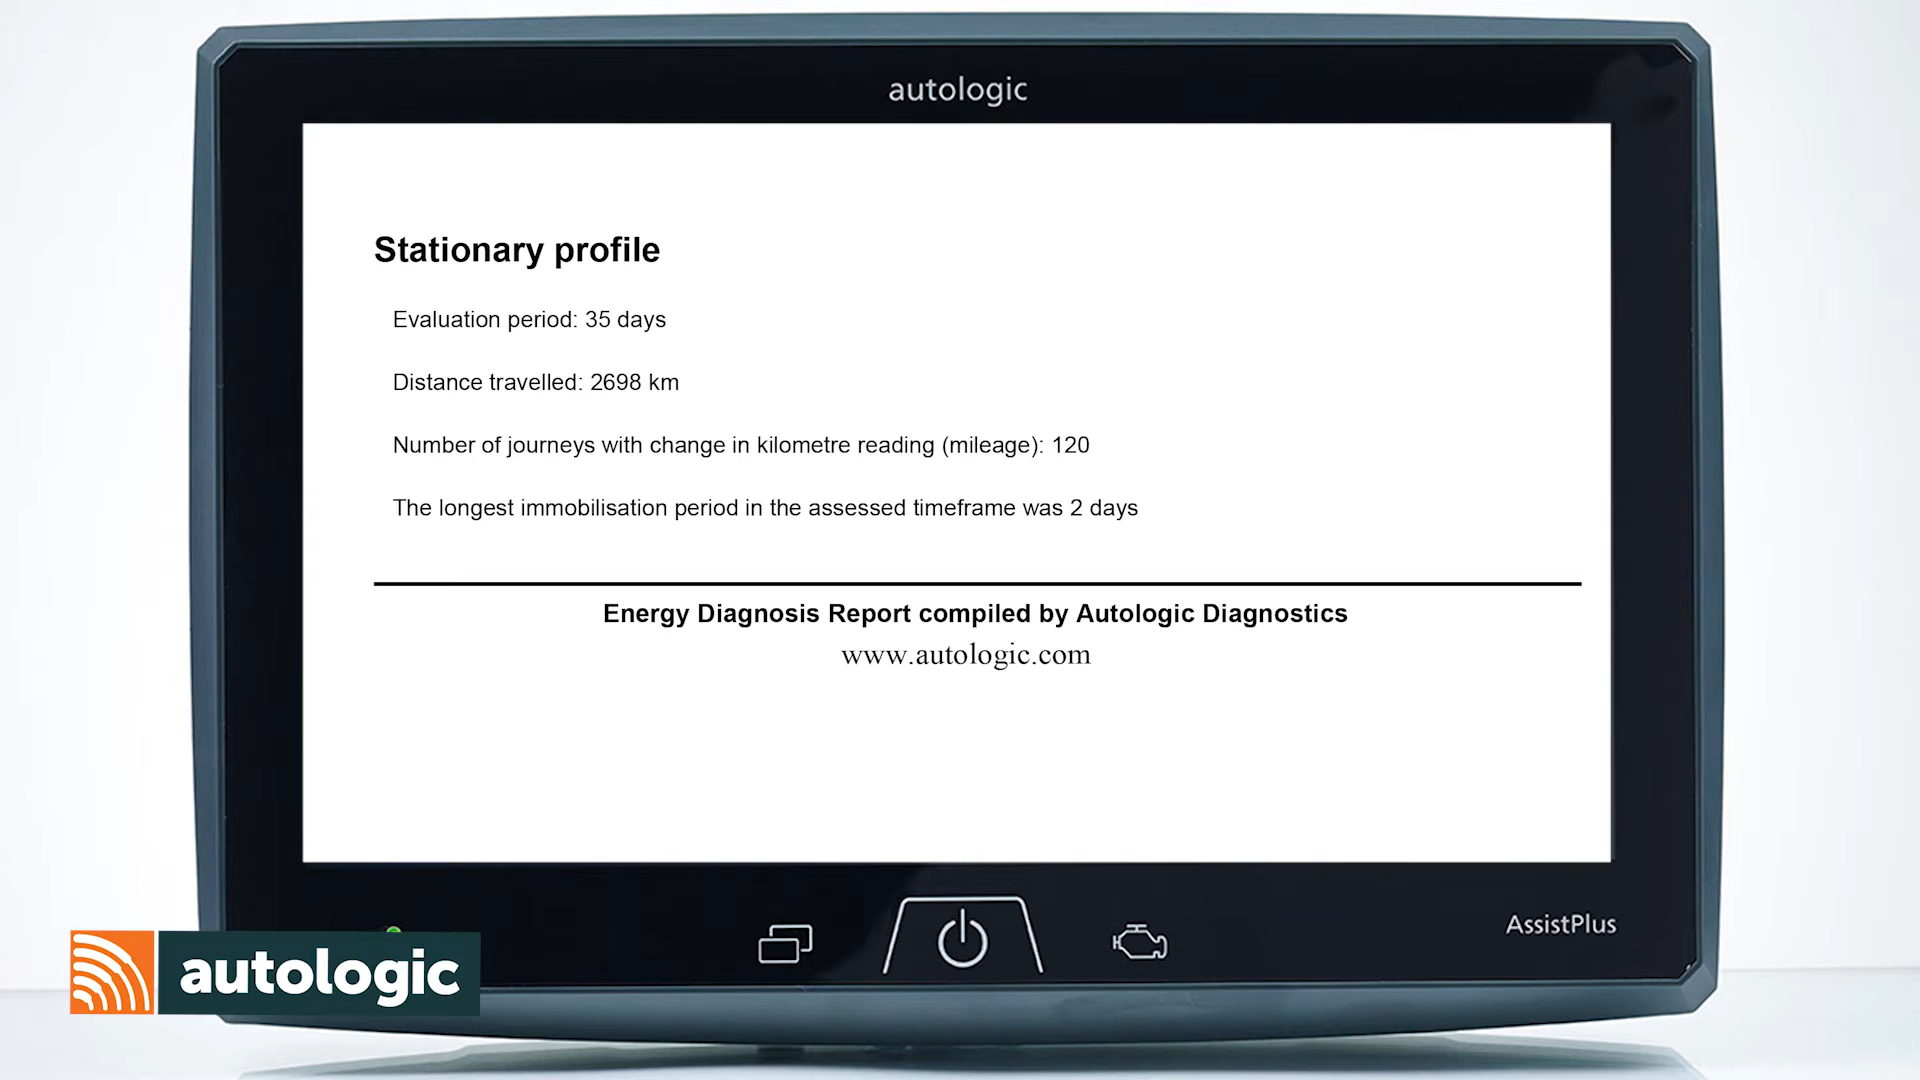 autologic
Stationary profile
Evaluation period: 35 days
Distance travelled: 2698 km
Number of journeys with change in kilometre reading (mileage): 120
The longest immobilisation period in the assessed timeframe was 2 days
Energy Diagnosis Report compiled by Autologic Diagnostics
www.autologic.com
AssistPlus
autologic